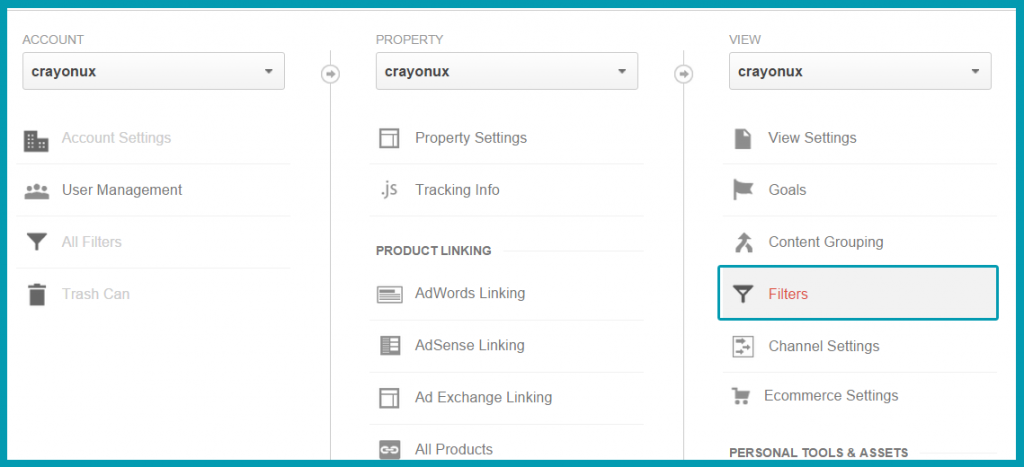 ACCOUNT
crayonux
Account Settings
User Management
All Filters
Trash Can
PROPERTY
crayonux
Property Settings
.js Tracking Info
PRODUCT LINKING
AdWords Linking
AdSense Linking
Ad Exchange Linking
All Products
VIEW
crayonux
View Settings
Goals
Content Grouping
Filters
Channel Settings
Ecommerce Settings
PERSONAL TOOLS & ASSETS